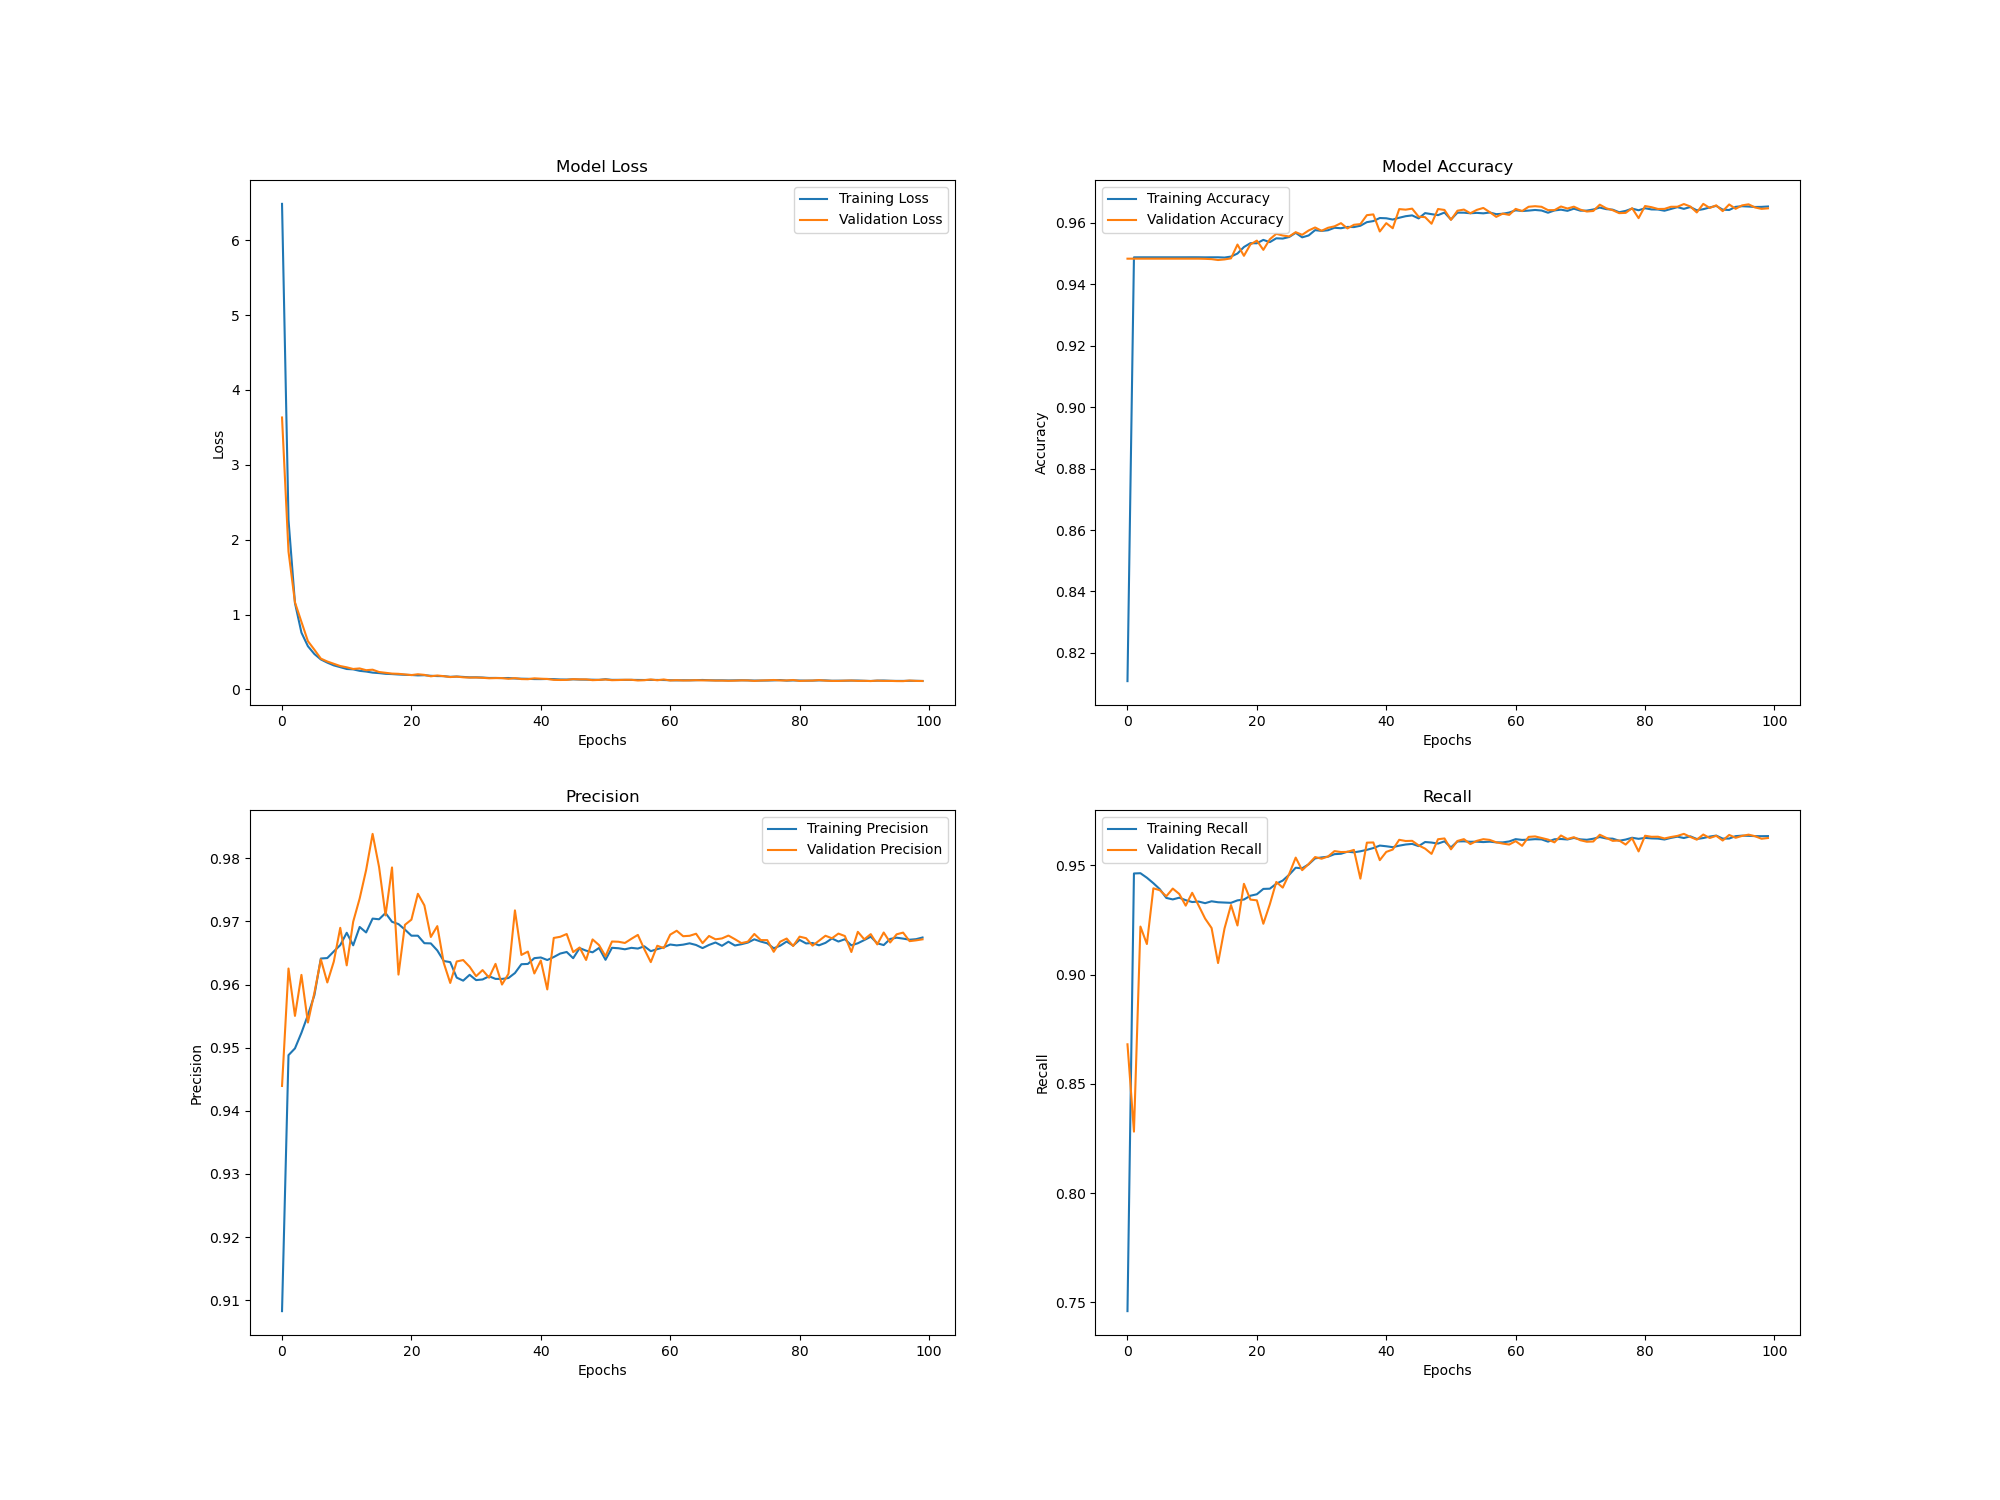 Model Loss
Training Loss
Validation Loss
6
5
4
3
2
1
0
Loss
0 20 40 60 80 100
Epochs
Model Accuracy
Training Accuracy
Validation Accuracy
0.96
0.94
0.92
0.90
0.88
0.86
0.84
0.82
Accuracy
0 20 40 60 80 100
Epochs
Precision
Training Precision
Validation Precision
0.98
0.97
0.96
0.95
0.94
0.93
0.92
0.91
Precision
0 20 40 60 80 100
Epochs
Recall
Training Recall
Validation Recall
0.95
0.90
0.85
0.80
0.75
Recall
0 20 40 60 80 100
Epochs